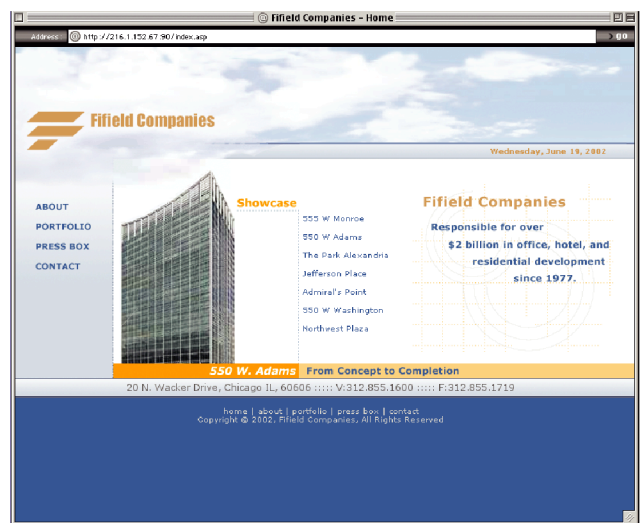 Fifield Companies - Home
Address http://216.1.152.67:90/index.asp go
Fifield Companies
Wednesday, June 19, 2002
ABOUT
PORTFOLIO
PRESS BOX
CONTACT
Showcase
555 W Monroe
550 W Adams
The Park Alexandria
Jefferson Place
Admiral's Point
550 W Washington
Northwest Plaza
Fifield Companies
Responsible for over
$2 billion in office, hotel, and
residential development
since 1977.
550 W. Adams From Concept to Completion
20 N. Wacker Drive, Chicago IL, 60606 ::::: V:312.855.1600 ::::: F:312.855.1719
home | about | portfolio | press box | contact
Copyright © 2002, Fifield Companies, All Rights Reserved